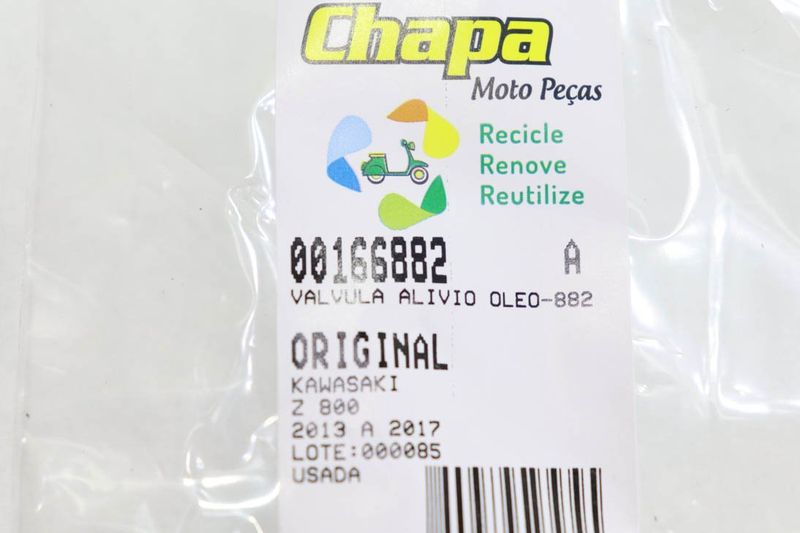 Chapa
Moto Peças
Recicle
Renove
Reutilize
00166882 A
VALVULA ALIVIO OLEO-882
ORIGINAL
KAWASAKI
Z 800
2013 A 2017
LOTE:000085
USADA